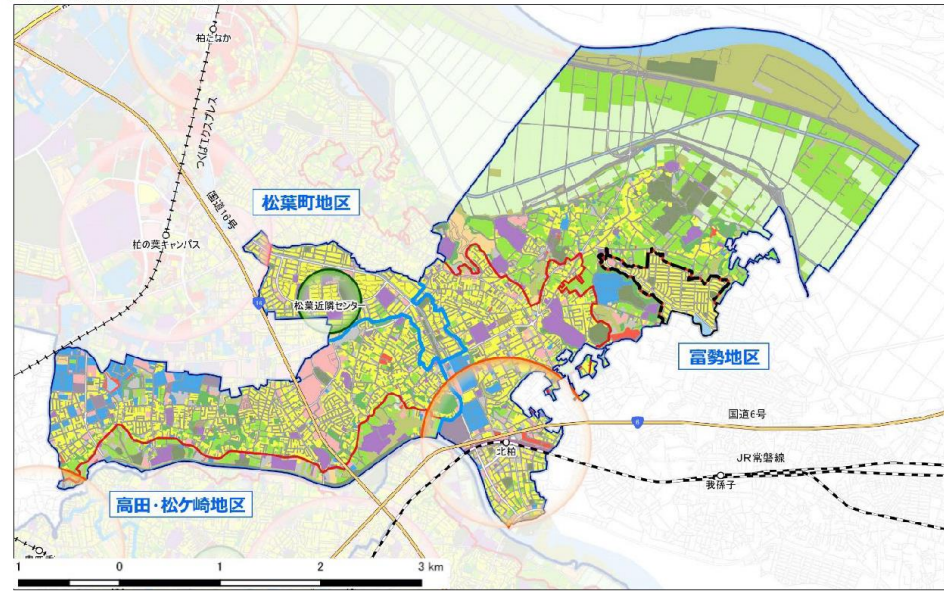 柏たなか
つくばエクスプレス
国道16号
松葉町地区
柏の葉キャンパス
16
松葉近隣センター
富勢地区
国道6号
6
北柏
JR常磐線
我孫子
高田・松ケ崎地区
1 0 1 2 3 km